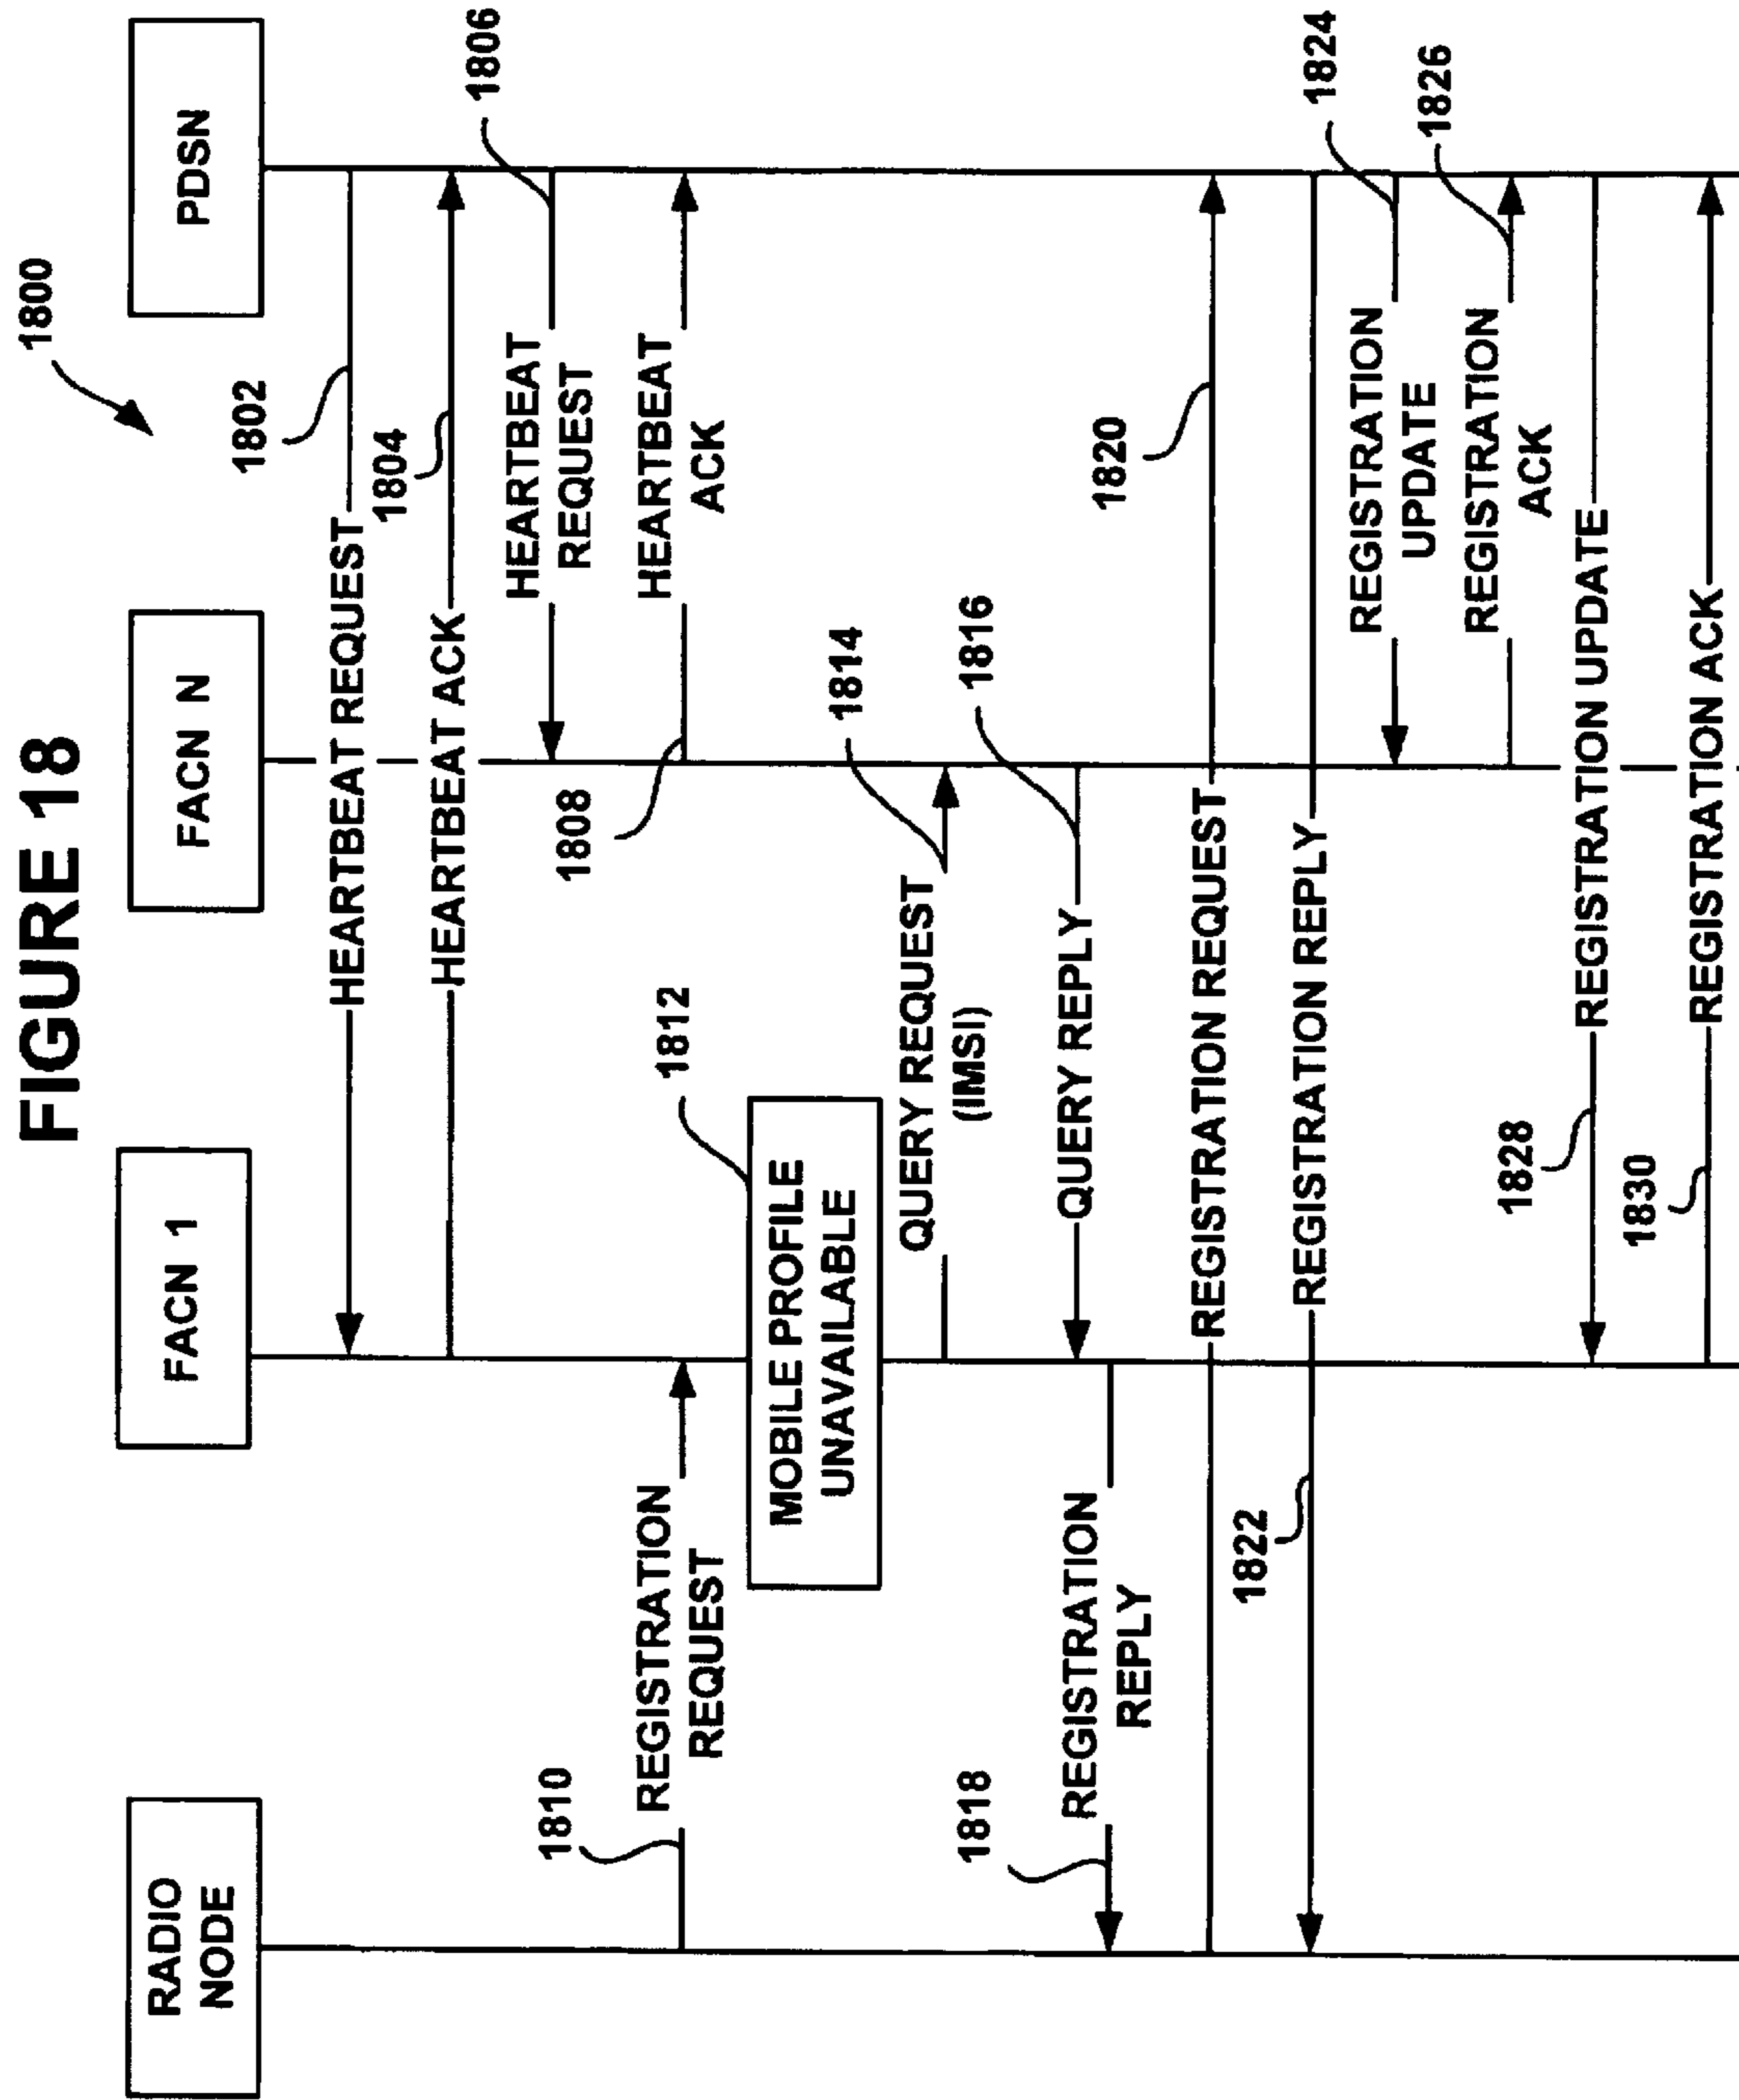 FIGURE 18
1800
RADIO
NODE
FACN 1
FACN N
PDSN
1802
HEARTBEAT REQUEST
1804
HEARTBEAT ACK
1806
HEARTBEAT
REQUEST
1808
HEARTBEAT
ACK
1810
REGISTRATION
REQUEST
1812
MOBILE PROFILE
UNAVAILABLE
1814
QUERY REQUEST
(IMSI)
1816
QUERY REPLY
1818
REGISTRATION
REPLY
1820
REGISTRATION REQUEST
1822
REGISTRATION REPLY
1824
REGISTRATION
UPDATE
1826
REGISTRATION
ACK
1828
REGISTRATION UPDATE
1830
REGISTRATION ACK